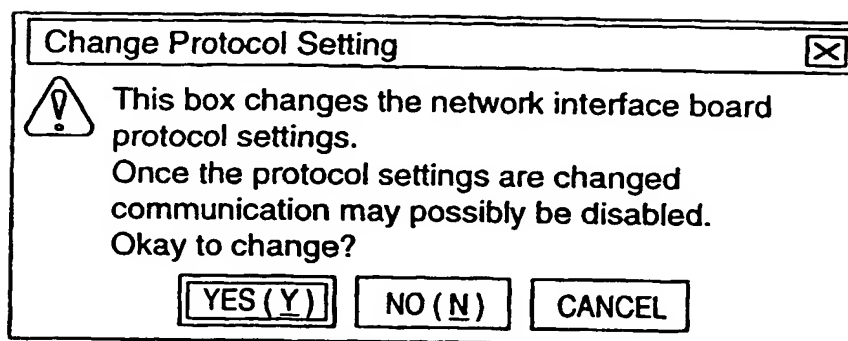 Change Protocol Setting
This box changes the network interface board
protocol settings.
Once the protocol settings are changed
communication may possibly be disabled.
Okay to change?
YES (Y) NO (N) CANCEL